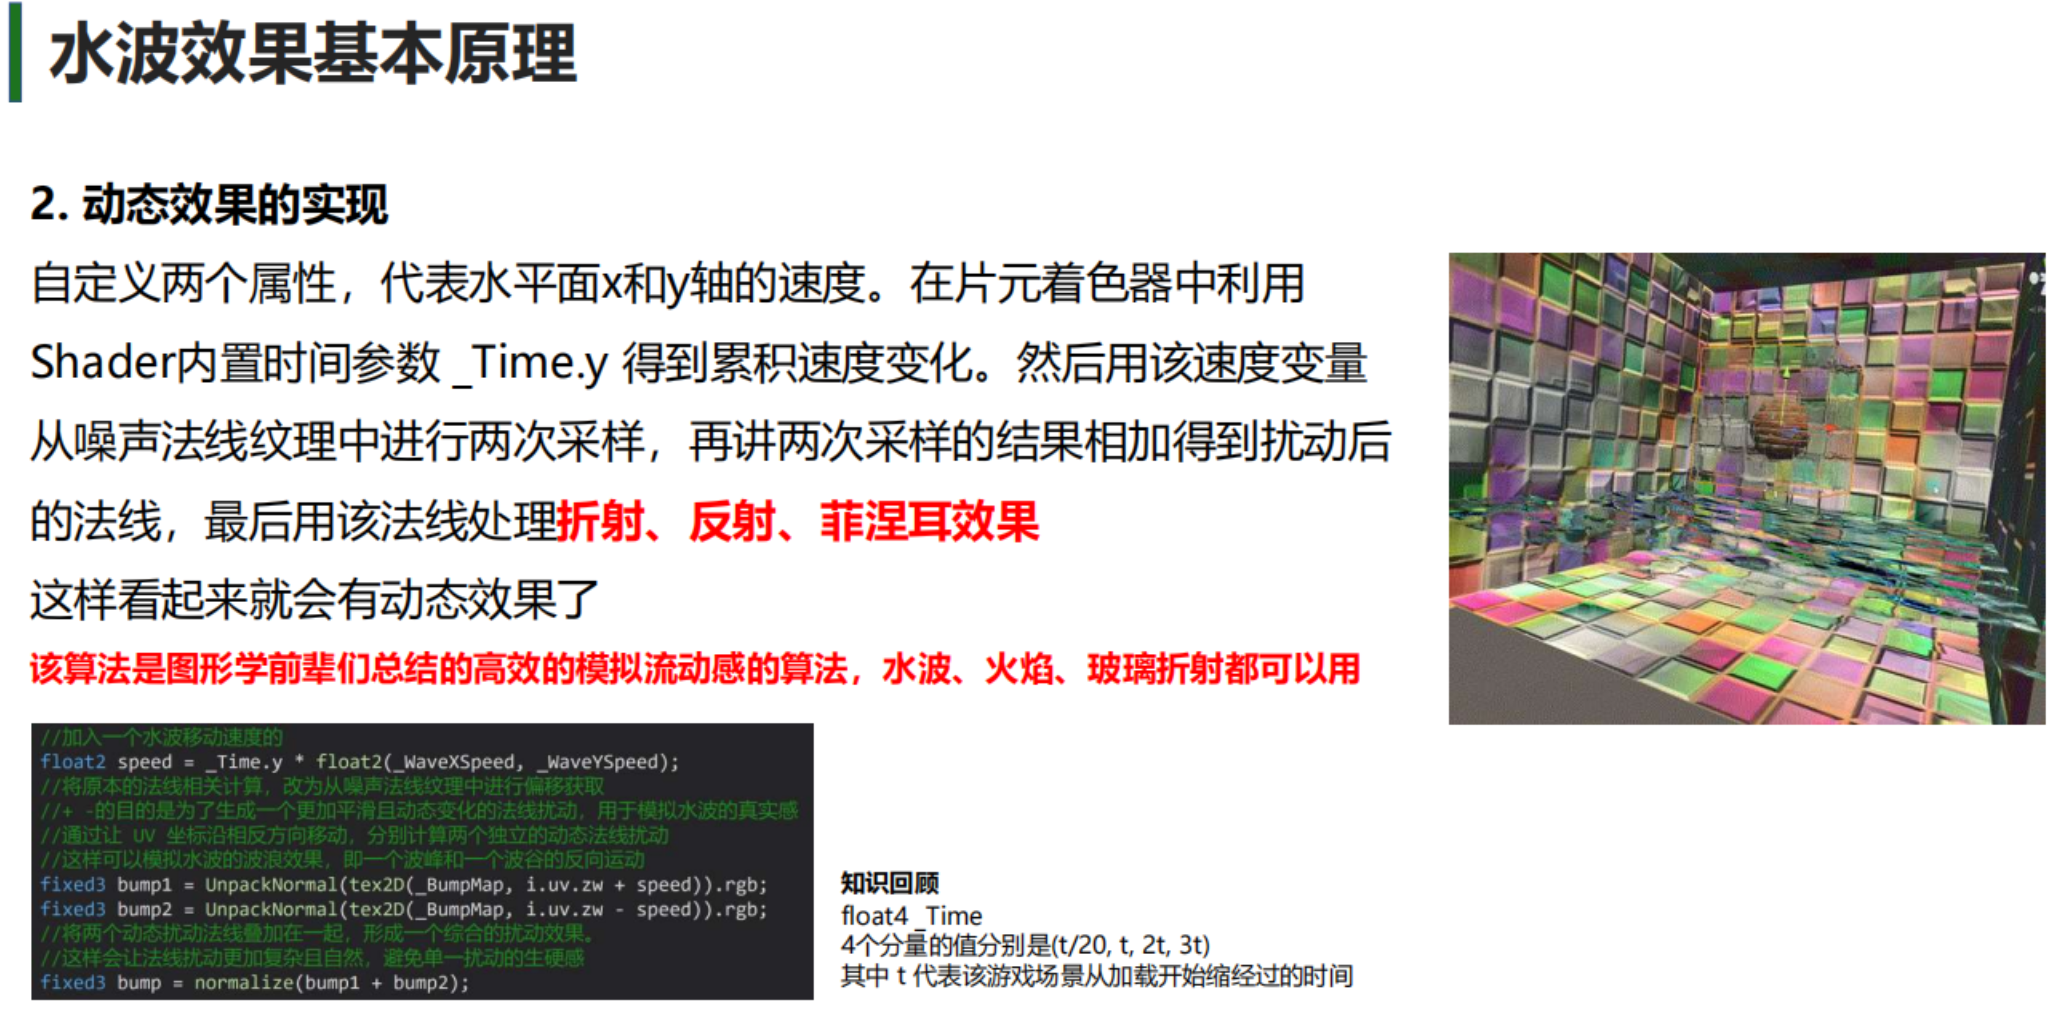 水波效果基本原理
2. 动态效果的实现
自定义两个属性，代表水平面x和y轴的速度。在片元着色器中利用
Shader内置时间参数 _Time.y 得到累积速度变化。然后用该速度变量
从噪声法线纹理中进行两次采样，再讲两次采样的结果相加得到扰动后
的法线，最后用该法线处理折射、反射、菲涅耳效果
这样看起来就会有动态效果了
该算法是图形学前辈们总结的高效的模拟流动感的算法，水波、火焰、玻璃折射都可以用
//加入一个水波移动速度的
float2 speed = _Time.y * float2(_WaveXSpeed, _WaveYSpeed);
//将原本的法线相关计算，改为从噪声法线纹理中进行偏移获取
//+ -的目的是为了生成一个更加平滑且动态变化的法线扰动，用于模拟水波的真实感
//通过让 UV 坐标沿相反方向移动，分别计算两个独立的动态法线扰动
//这样可以模拟水波的波浪效果，即一个波峰和一个波谷的反向运动
fixed3 bump1 = UnpackNormal(tex2D(_BumpMap, i.uv.zw + speed)).rgb;
fixed3 bump2 = UnpackNormal(tex2D(_BumpMap, i.uv.zw - speed)).rgb;
//将两个动态扰动法线叠加在一起，形成一个综合的扰动效果。
//这样会让法线扰动更加复杂且自然，避免单一扰动的生硬感
fixed3 bump = normalize(bump1 + bump2);
知识回顾
float4 _Time
4个分量的值分别是(t/20, t, 2t, 3t)
其中 t 代表该游戏场景从加载开始缩经过的时间